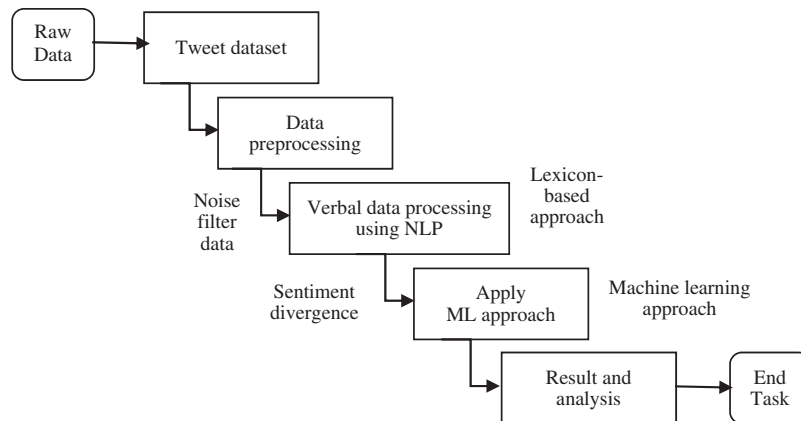 Raw
Data
Tweet dataset
Data
preprocessing
Noise
filter
data
Verbal data processing
using NLP
Lexicon-
based
approach
Sentiment
divergence
Apply
ML approach
Machine learning
approach
Result and
analysis
End
Task